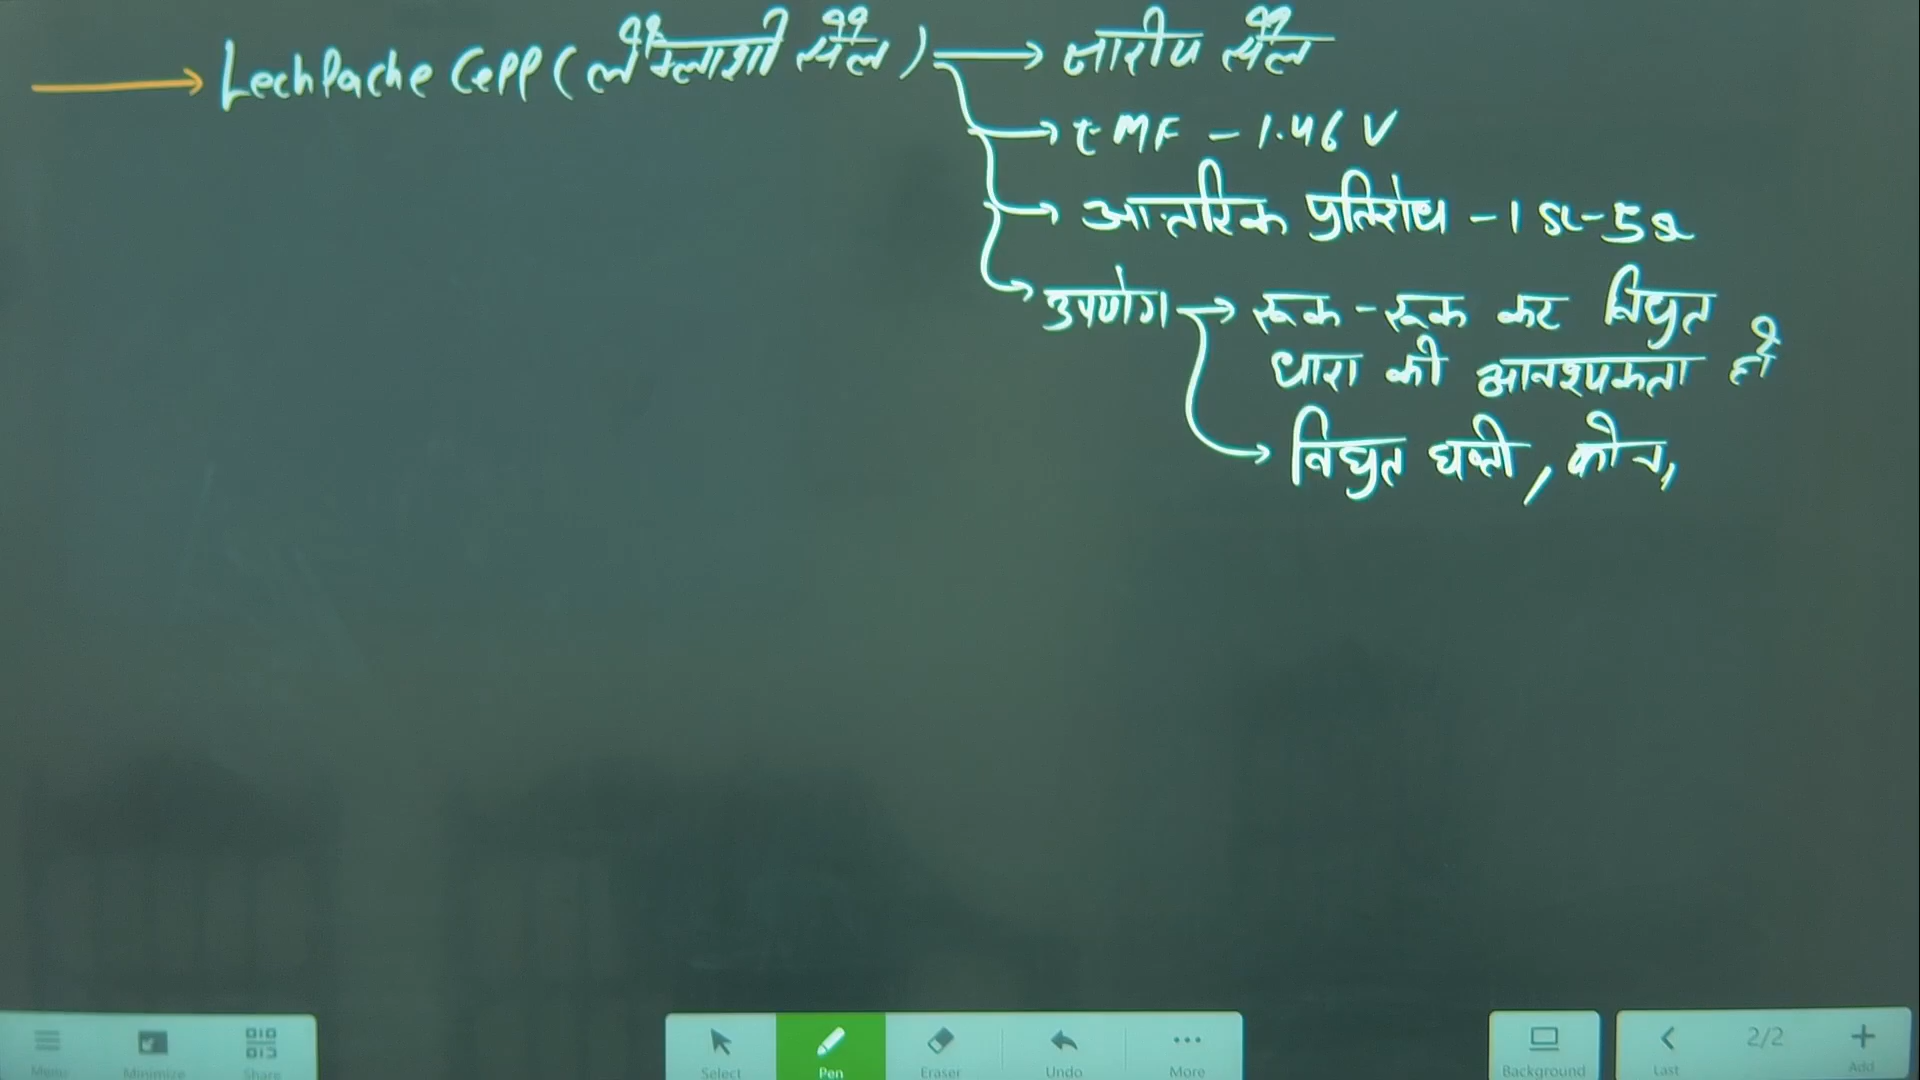 Lechlache Cell (लैक्लाशी सैल) → क्षारीय सैल
→ EMF - 1.46 V
→ आन्तरिक प्रतिरोध - 1Ω - 5Ω
→ उपयोग → रूक - रूक कर विधुत
धारा की आवश्यकता हो
→ विधुत घन्टी, फोन,
Menu Minimize Share Select Pen Eraser Undo More Background Last 2/2 Add